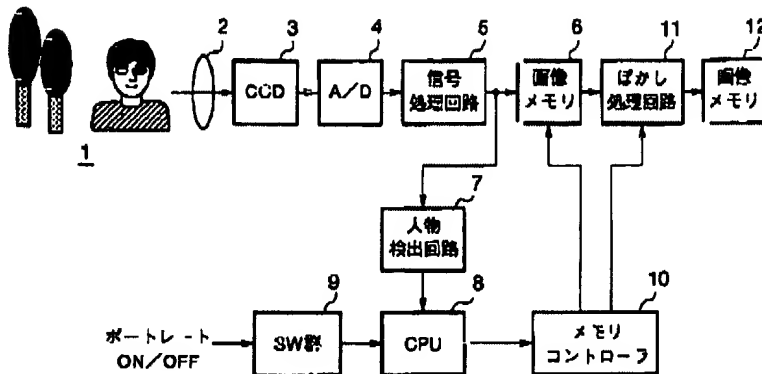 1
2
3
4
5
6
11
12
CCD
A/D
信号
処理回路
画像
メモリ
ぼかし
処理回路
画像
メモリ
7
人物
検出回路
9
8
10
ポートレート
ON/OFF
SW群
CPU
メモリ
コントローラ